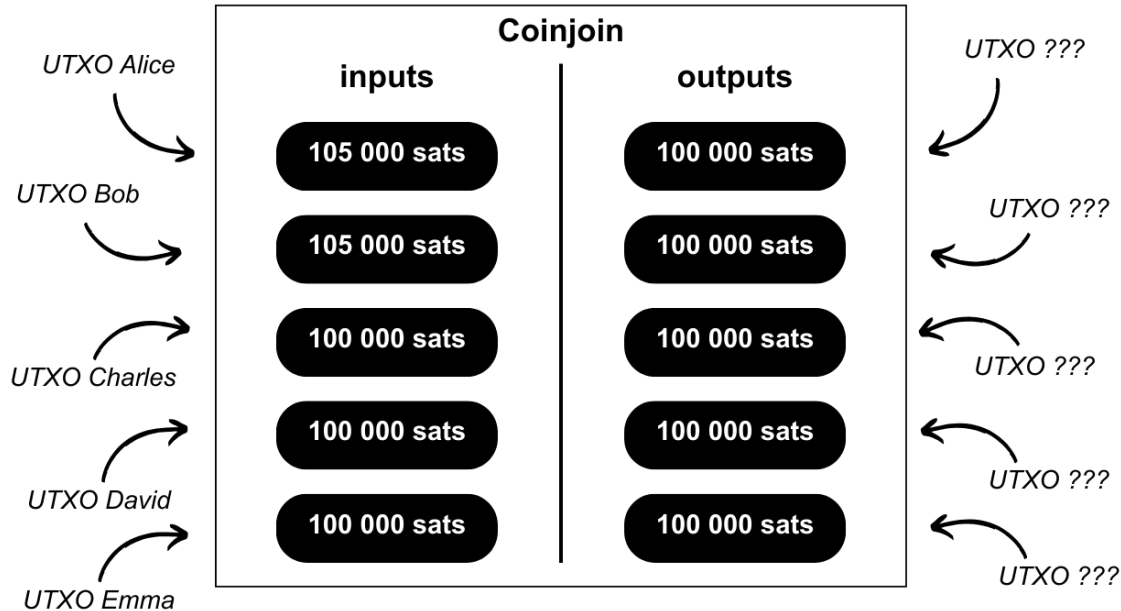 Coinjoin
inputs
outputs
UTXO Alice
105 000 sats
100 000 sats
UTXO ???
UTXO Bob
105 000 sats
100 000 sats
UTXO ???
UTXO Charles
100 000 sats
100 000 sats
UTXO ???
UTXO David
100 000 sats
100 000 sats
UTXO ???
UTXO Emma
100 000 sats
100 000 sats
UTXO ???